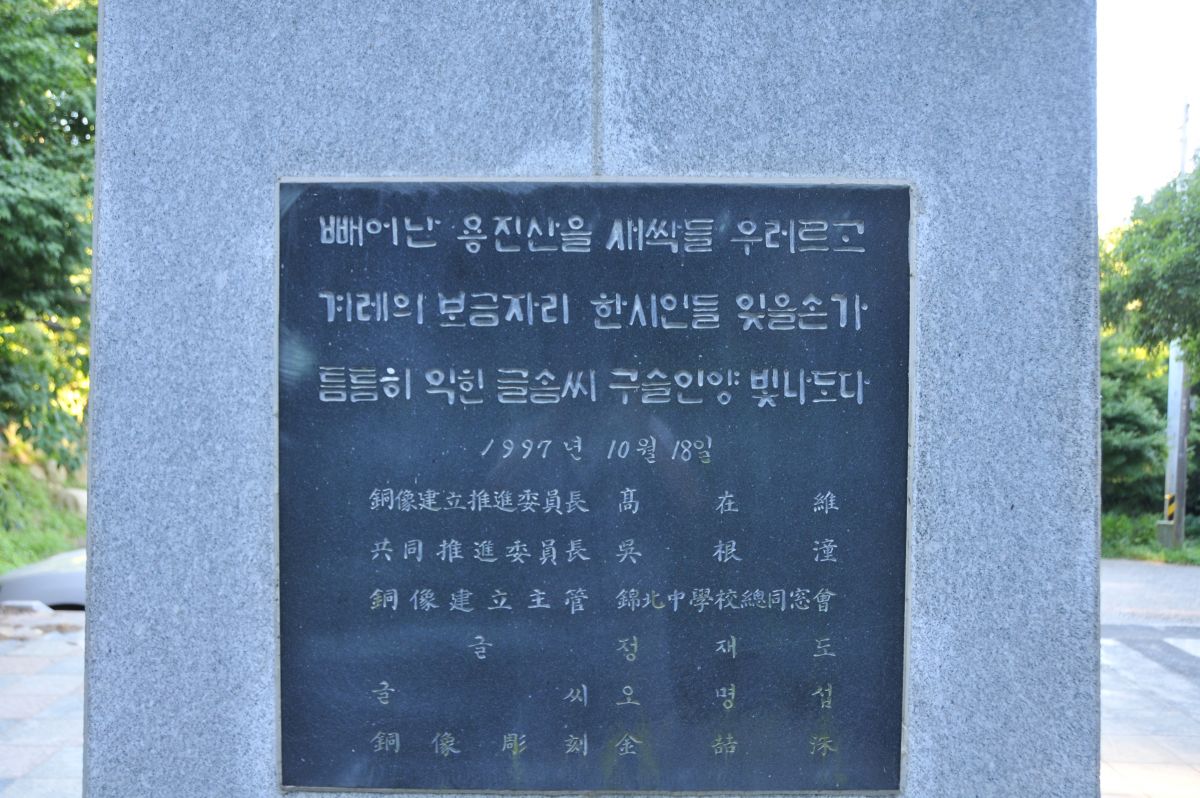 빼어난 용진산을 새싹들 우러르고
겨레의 보금자리 한시인들 잊을손가
틈틈히 익힌 글솜씨 구슬인양 빛나도다
1997년 10월 18일
銅像建立推進委員長 高在維
共同推進委員長 吳根潼
銅像建立主管 錦北中學校總同窓會
글 정재도
글씨 오명섭
銅像彫刻 金喆洙